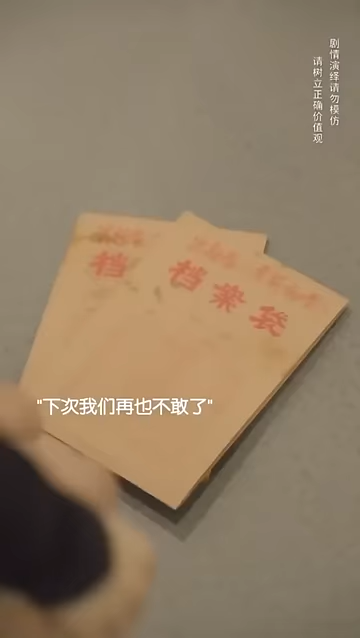 剧情演绎请勿模仿
请树立正确价值观
档
档案袋
"下次我们再也不敢了"